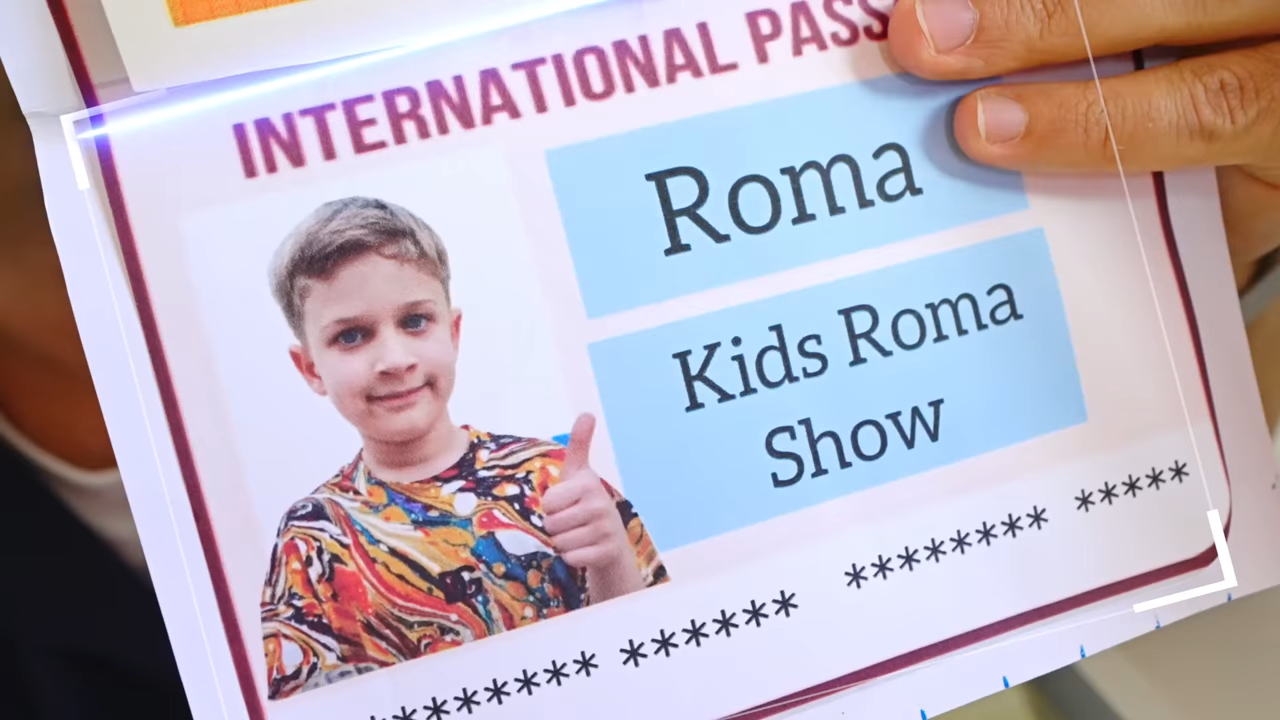 INTERNATIONAL PASS
Roma
Kids Roma
Show
******* ****** ******** *****